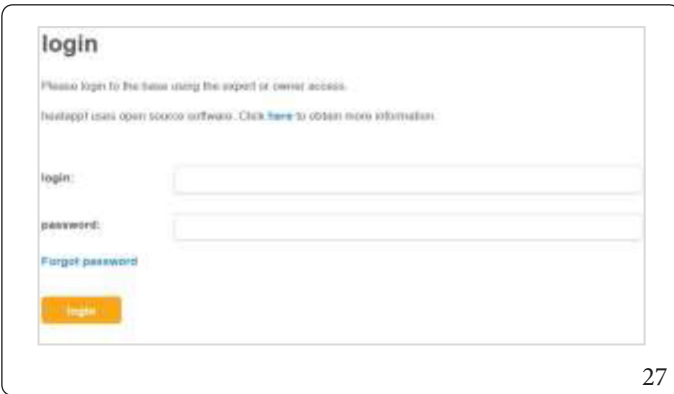 login
Please login to the base using the expert or owner access.
heatapp! uses open source software. Click here to obtain more information.
login:
password:
Forgot password
login
27